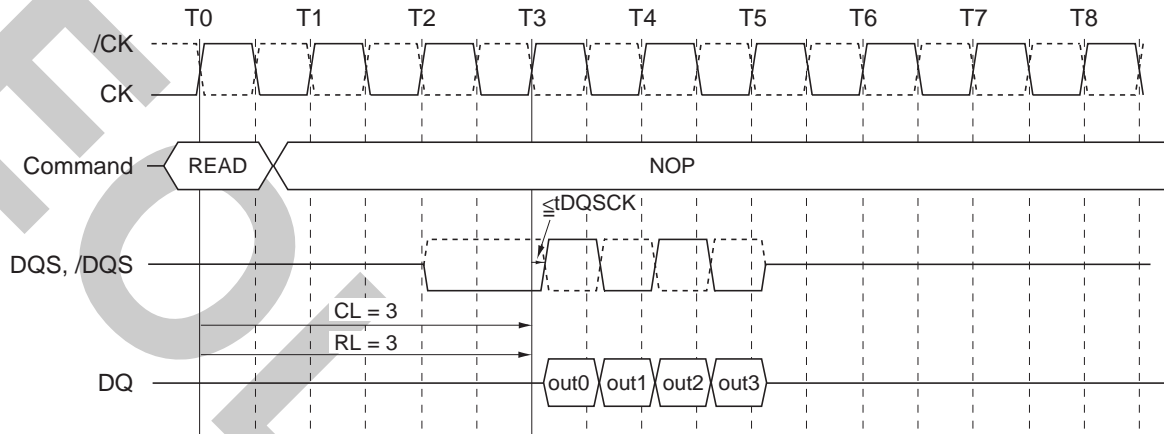 T0 T1 T2 T3 T4 T5 T6 T7 T8
/CK
CK
Command READ NOP
≦tDQSCK
DQS, /DQS
CL = 3
RL = 3
DQ out0 out1 out2 out3